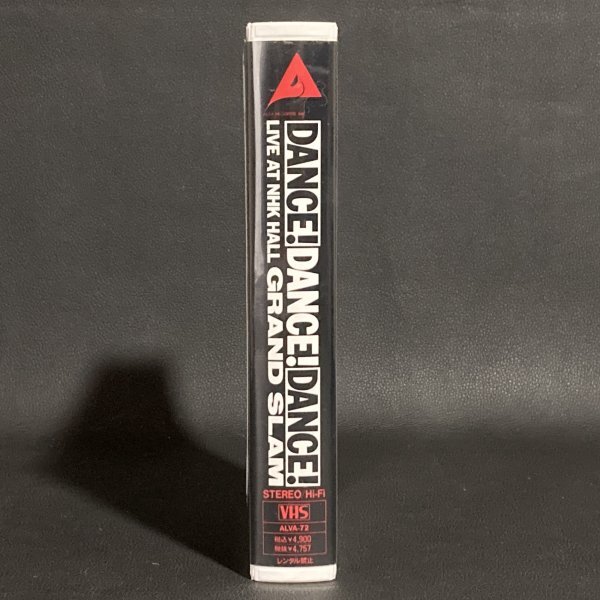 DANCE!DANCE!DANCE!
LIVE AT NHK HALL GRAND SLAM
STEREO/Hi-Fi
VHS
ALVA-72
税込¥4,900
税抜¥4,757
レンタル禁止